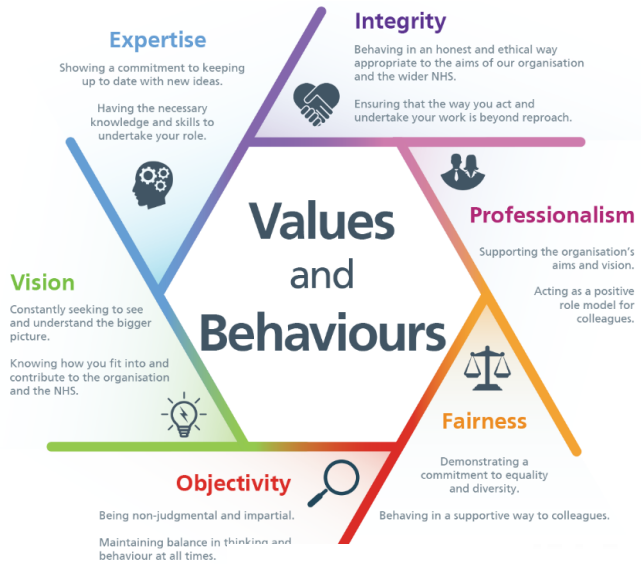 Values
and
Behaviours
Expertise
Showing a commitment to keeping
up to date with new ideas.
Having the necessary
knowledge and skills to
undertake your role.
Integrity
Behaving in an honest and ethical way
appropriate to the aims of our organisation
and the wider NHS.
Ensuring that the way you act and
undertake your work is beyond reproach.
Professionalism
Supporting the organisation's
aims and vision.
Acting as a positive
role model for
colleagues.
Fairness
Demonstrating a
commitment to equality
and diversity.
Behaving in a supportive way to colleagues.
Objectivity
Being non-judgmental and impartial.
Maintaining balance in thinking and
behaviour at all times.
Vision
Constantly seeking to see
and understand the bigger
picture.
Knowing how you fit into and
contribute to the organisation
and the NHS.